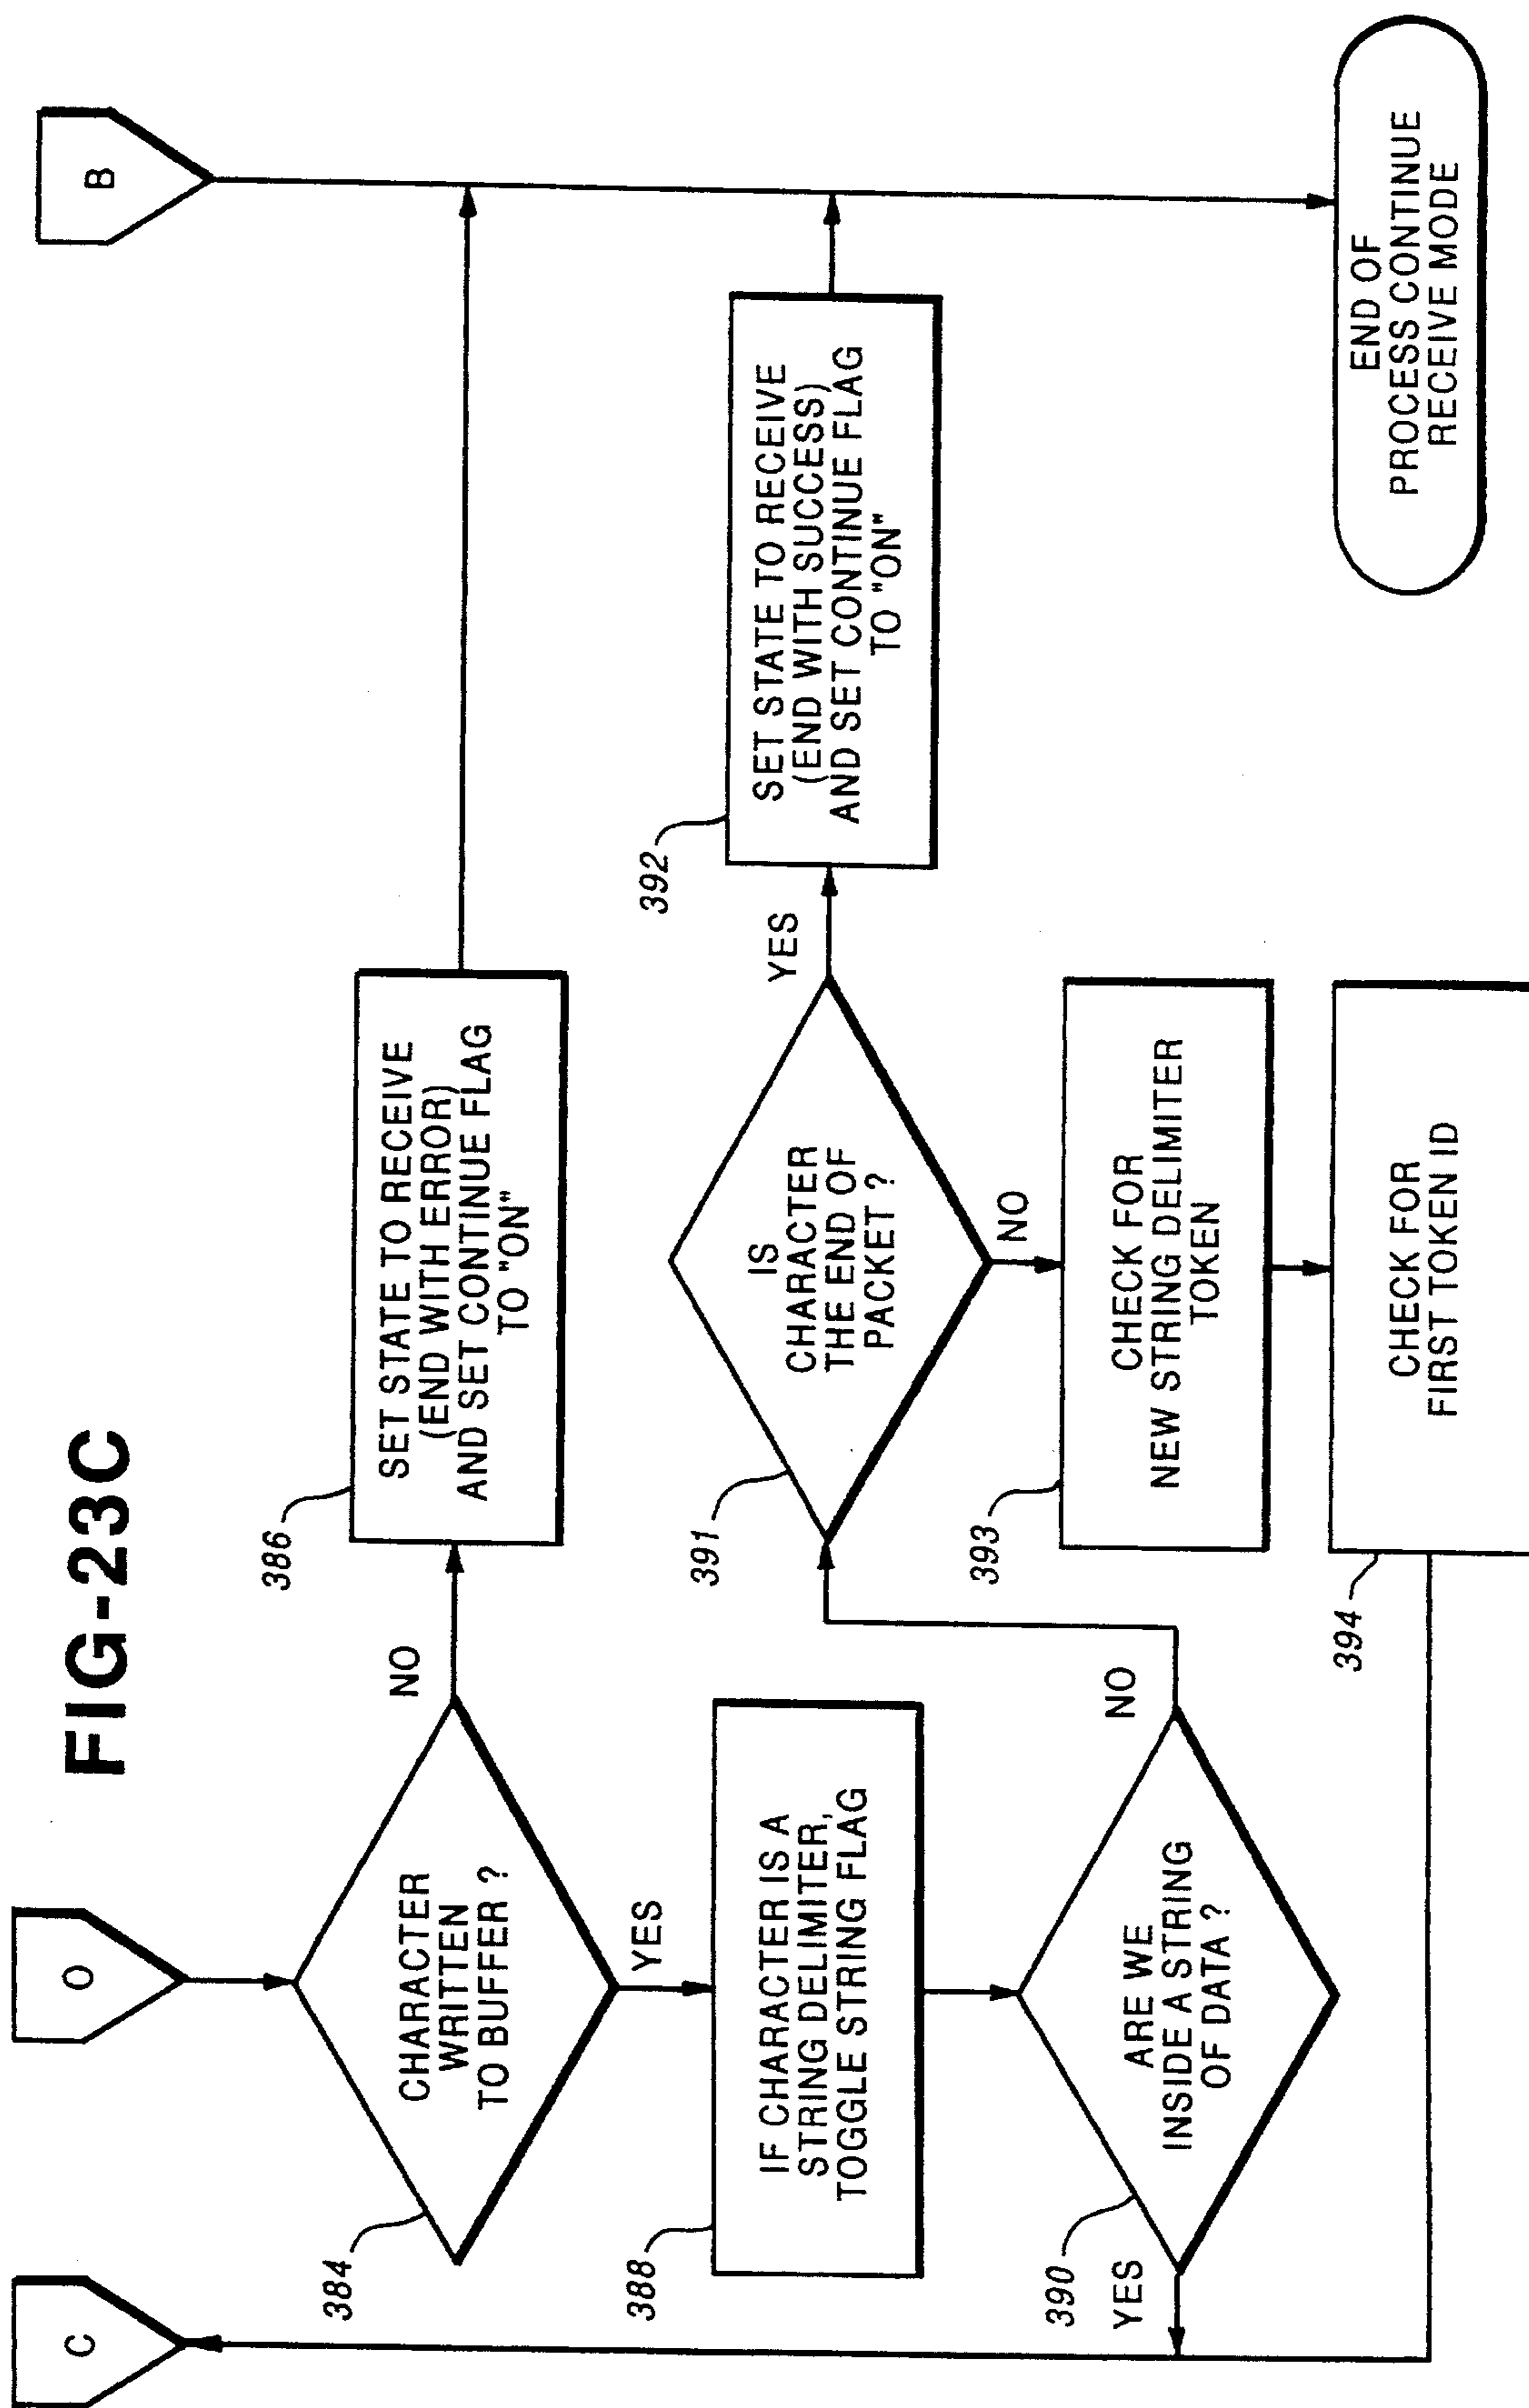 FIG-23C
C
O
B
384
CHARACTER
WRITTEN
TO BUFFER ?
NO
YES
386
SET STATE TO RECEIVE
(END WITH ERROR)
AND SET CONTINUE FLAG
TO "ON"
388
IF CHARACTER IS A
STRING DELIMITER,
TOGGLE STRING FLAG
390
ARE WE
INSIDE A STRING
OF DATA ?
YES
NO
391
IS
CHARACTER
THE END OF
PACKET ?
YES
NO
392
SET STATE TO RECEIVE
(END WITH SUCCESS)
AND SET CONTINUE FLAG
TO "ON"
393
CHECK FOR
NEW STRING DELIMITER
TOKEN
394
CHECK FOR
FIRST TOKEN ID
END OF
PROCESS CONTINUE
RECEIVE MODE